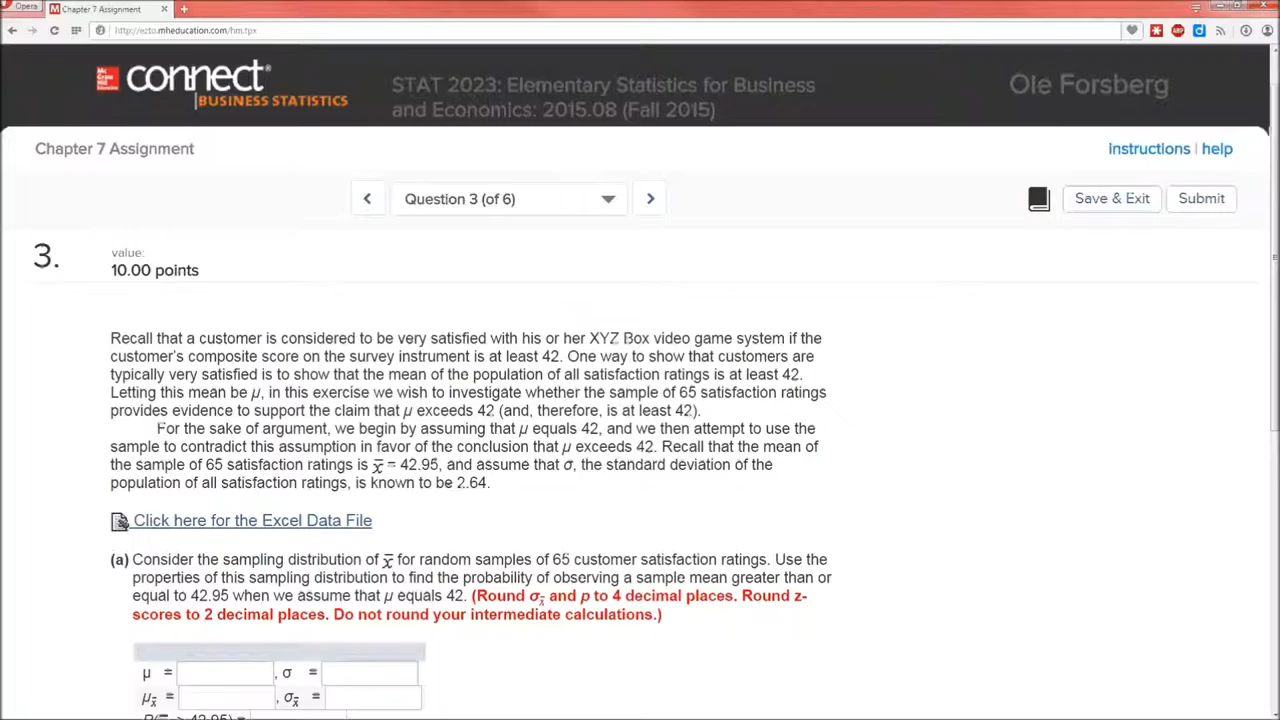 Opera
Chapter 7 Assignment
http://ezto.mheducation.com/hm.tpx
Mc Graw Hill Education
connect®
BUSINESS STATISTICS
STAT 2023: Elementary Statistics for Business
and Economics: 2015.08 (Fall 2015)
Ole Forsberg
Chapter 7 Assignment
instructions | help
Question 3 (of 6)
Save & Exit
Submit
3.
value:
10.00 points
Recall that a customer is considered to be very satisfied with his or her XYZ Box video game system if the
customer's composite score on the survey instrument is at least 42. One way to show that customers are
typically very satisfied is to show that the mean of the population of all satisfaction ratings is at least 42.
Letting this mean be μ, in this exercise we wish to investigate whether the sample of 65 satisfaction ratings
provides evidence to support the claim that μ exceeds 42 (and, therefore, is at least 42).
For the sake of argument, we begin by assuming that μ equals 42, and we then attempt to use the
sample to contradict this assumption in favor of the conclusion that μ exceeds 42. Recall that the mean of
the sample of 65 satisfaction ratings is x̅ = 42.95, and assume that σ, the standard deviation of the
population of all satisfaction ratings, is known to be 2.64.
Click here for the Excel Data File
(a) Consider the sampling distribution of x̅ for random samples of 65 customer satisfaction ratings. Use the
properties of this sampling distribution to find the probability of observing a sample mean greater than or
equal to 42.95 when we assume that μ equals 42. (Round σx̅ and p to 4 decimal places. Round z-
scores to 2 decimal places. Do not round your intermediate calculations.)
μ = , σ =
μx̅ = , σx̅ =